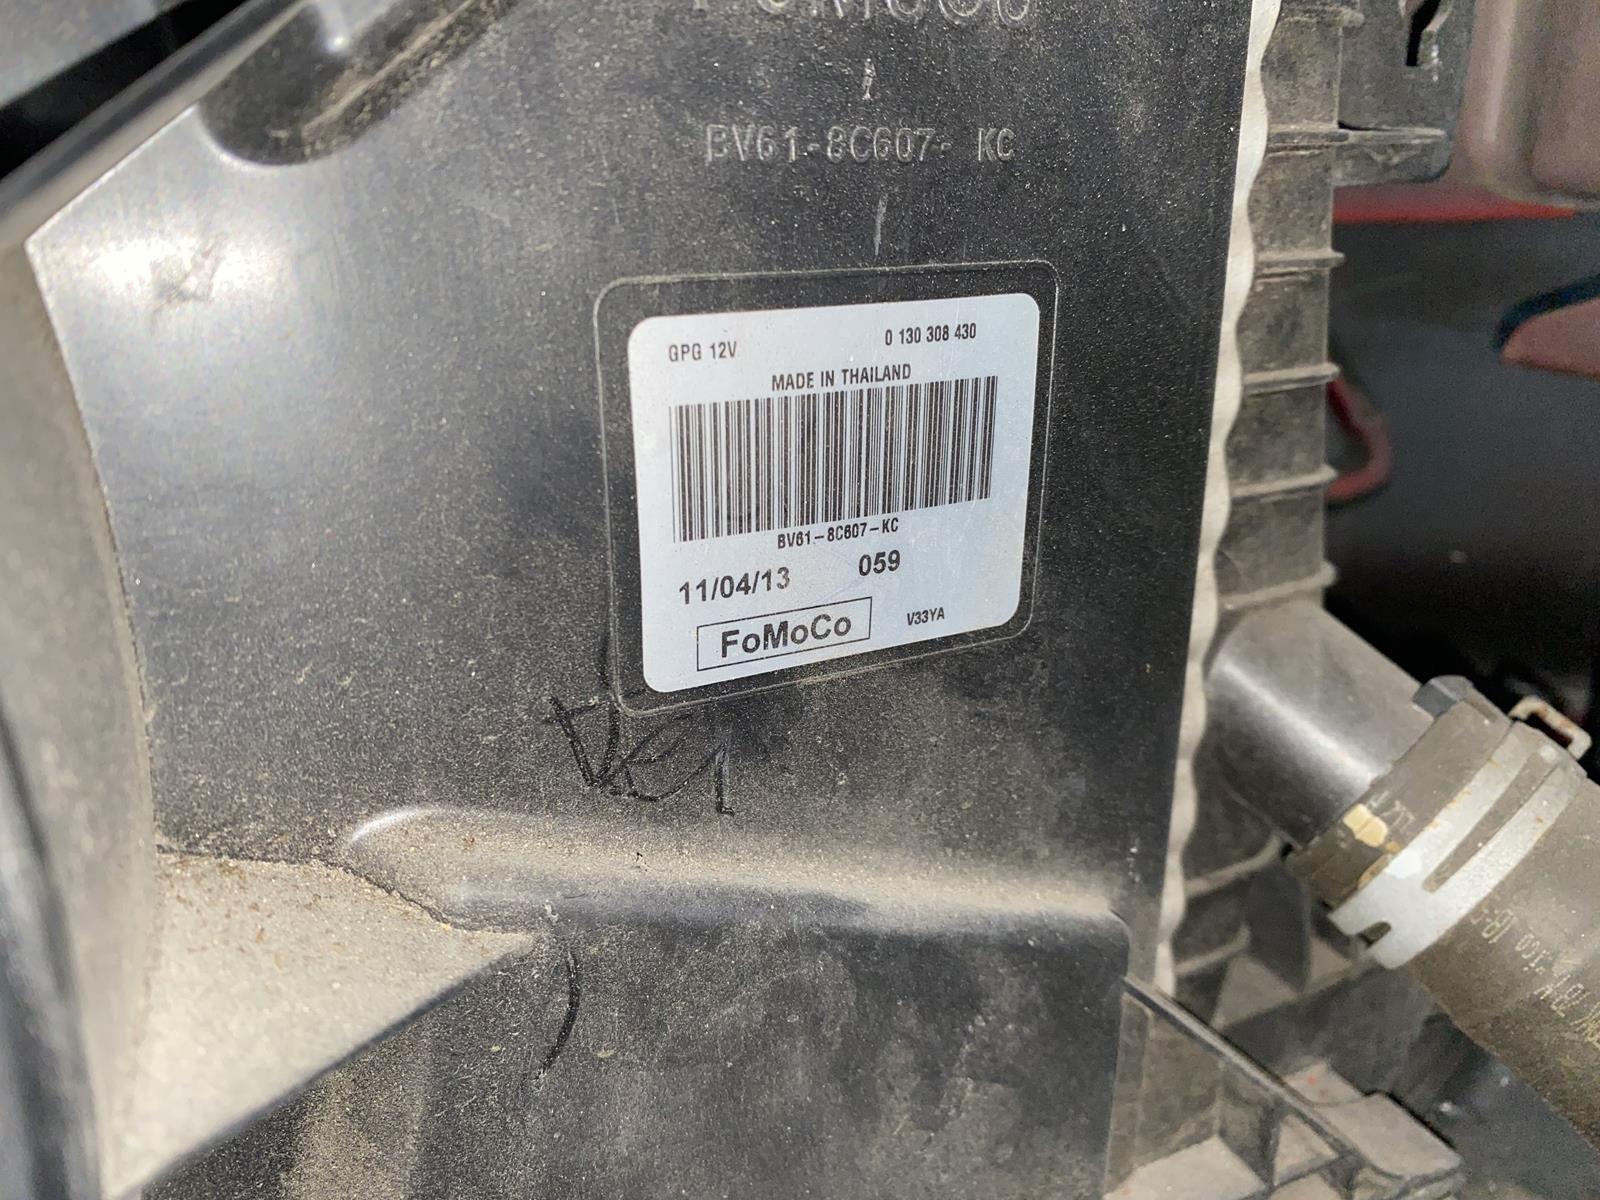 BV61-8C607- KC
GPG 12V
0 130 308 430
MADE IN THAILAND
BV61-8C607-KC
11/04/13
059
FoMoCo
V33YA